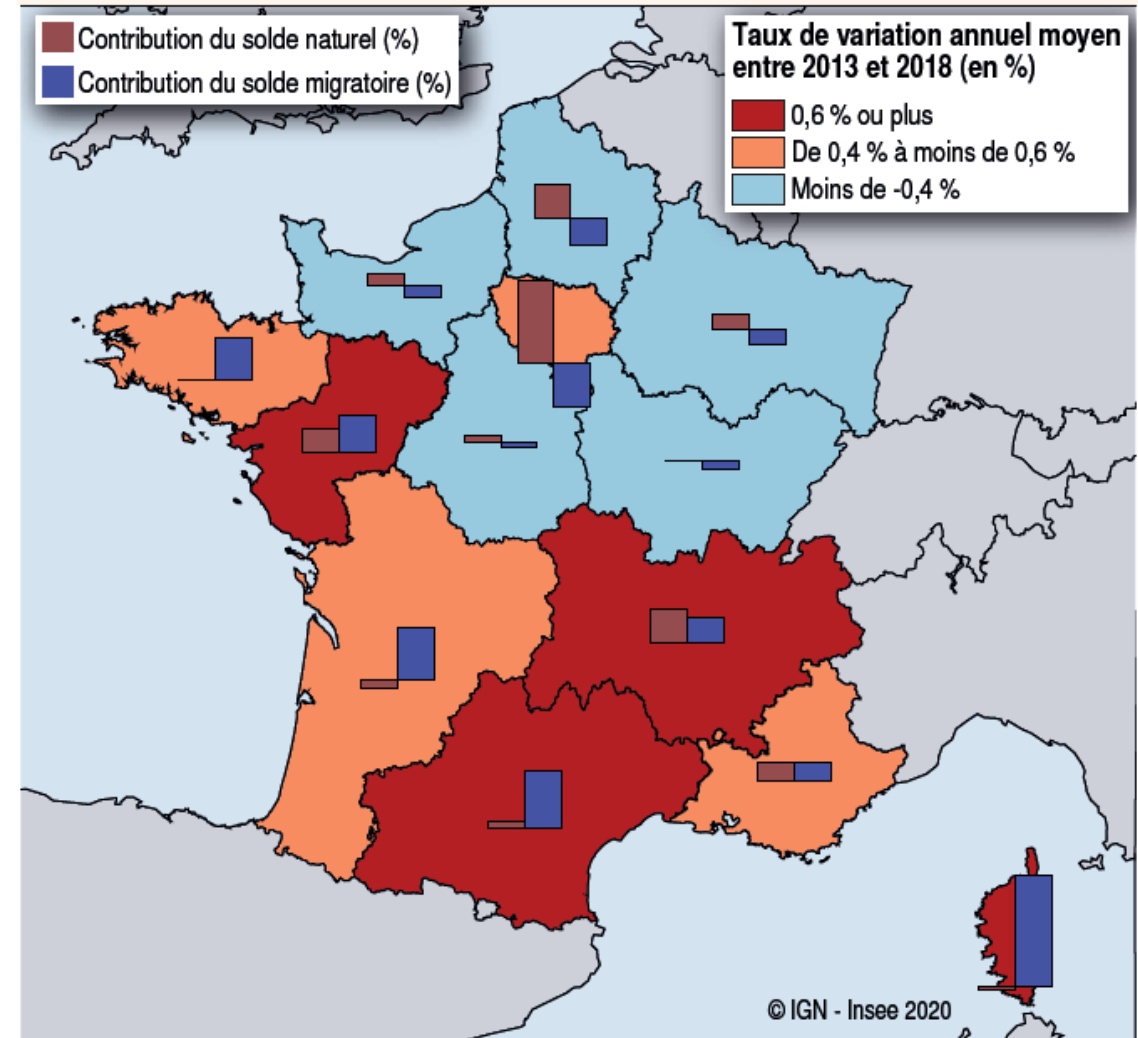 Contribution du solde naturel (%)
Contribution du solde migratoire (%)
Taux de variation annuel moyen
entre 2013 et 2018 (en %)
0,6 % ou plus
De 0,4 % à moins de 0,6 %
Moins de -0,4 %
© IGN - Insee 2020